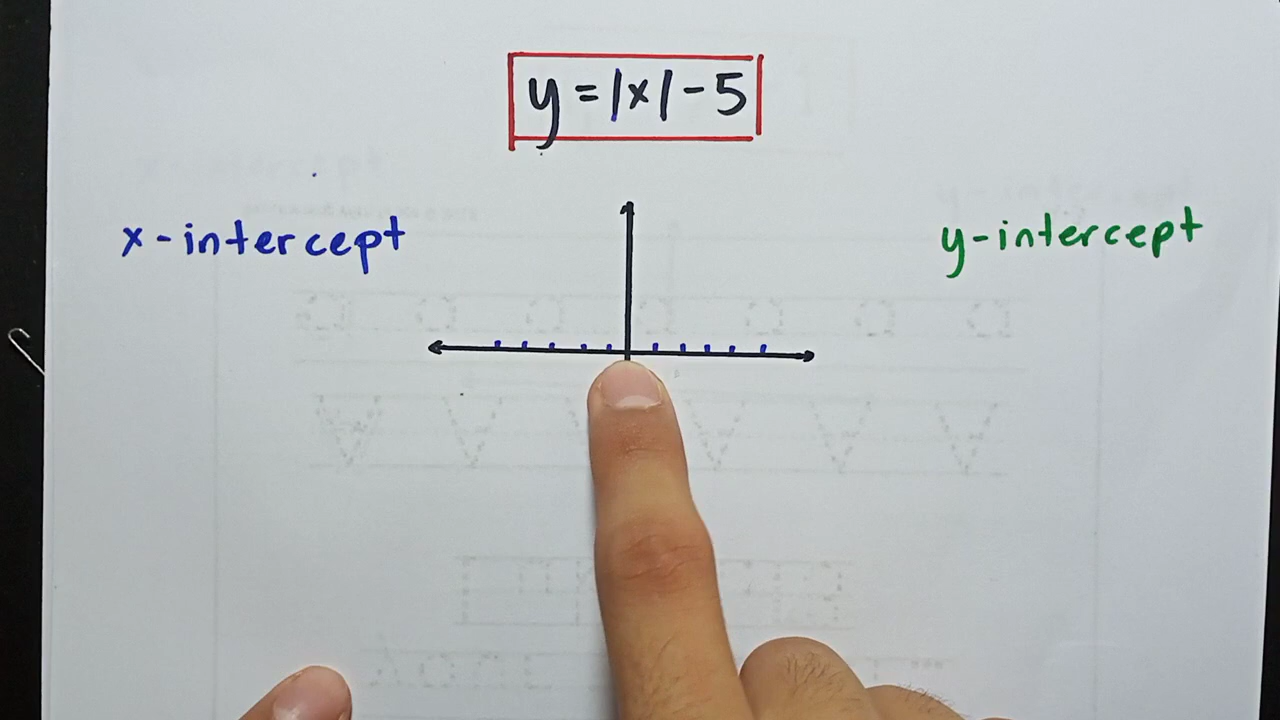 y = |x| - 5
x-intercept
y-intercept